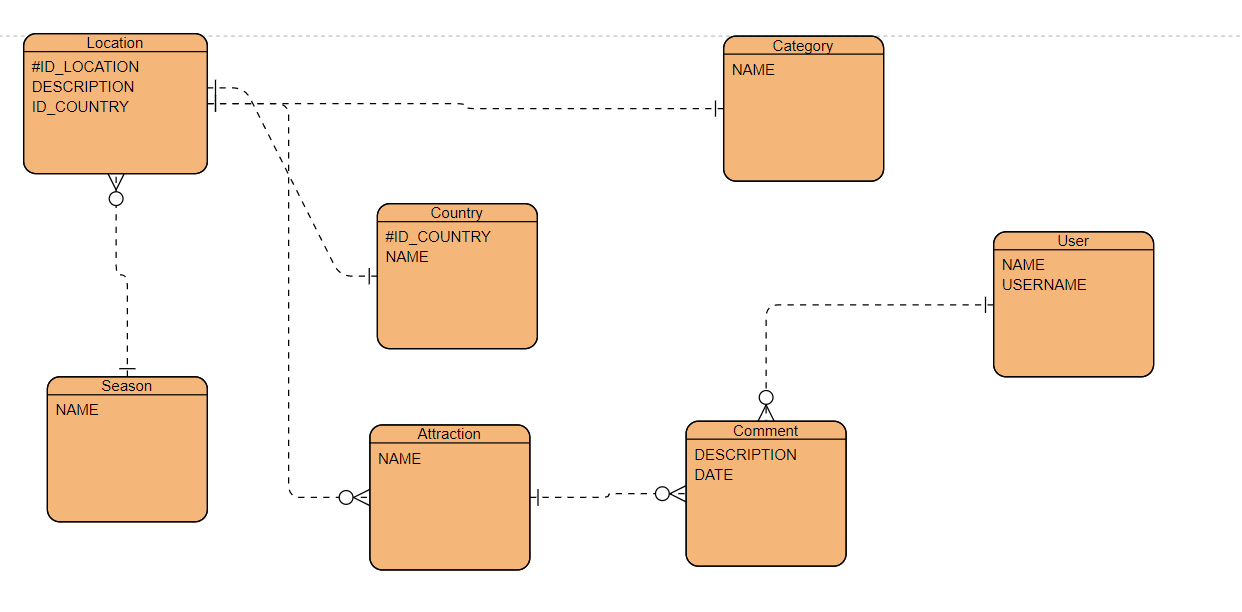 Location
#ID_LOCATION
DESCRIPTION
ID_COUNTRY
Category
NAME
Country
#ID_COUNTRY
NAME
User
NAME
USERNAME
Season
NAME
Attraction
NAME
Comment
DESCRIPTION
DATE